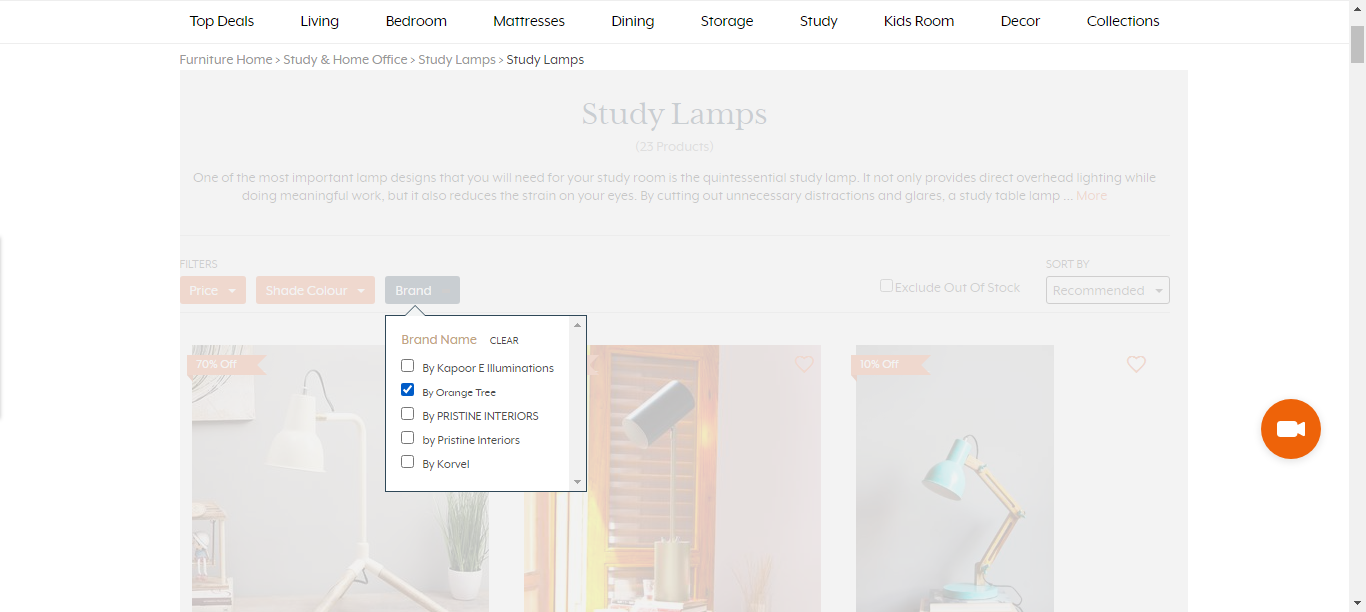 Top Deals Living Bedroom Mattresses Dining Storage Study Kids Room Decor Collections
Furniture Home > Study & Home Office > Study Lamps > Study Lamps
Study Lamps
(23 Products)
One of the most important lamp designs that you will need for your study room is the quintessential study lamp. It not only provides direct overhead lighting while
doing meaningful work, but it also reduces the strain on your eyes. By cutting out unnecessary distractions and glares, a study table lamp ... More
FILTERS
Price
Shade Colour
Brand
Exclude Out Of Stock
SORT BY
Recommended
Brand Name CLEAR
By Kapoor E Illuminations
By Orange Tree
By PRISTINE INTERIORS
by Pristine Interiors
By Korvel
70% Off
10% Off